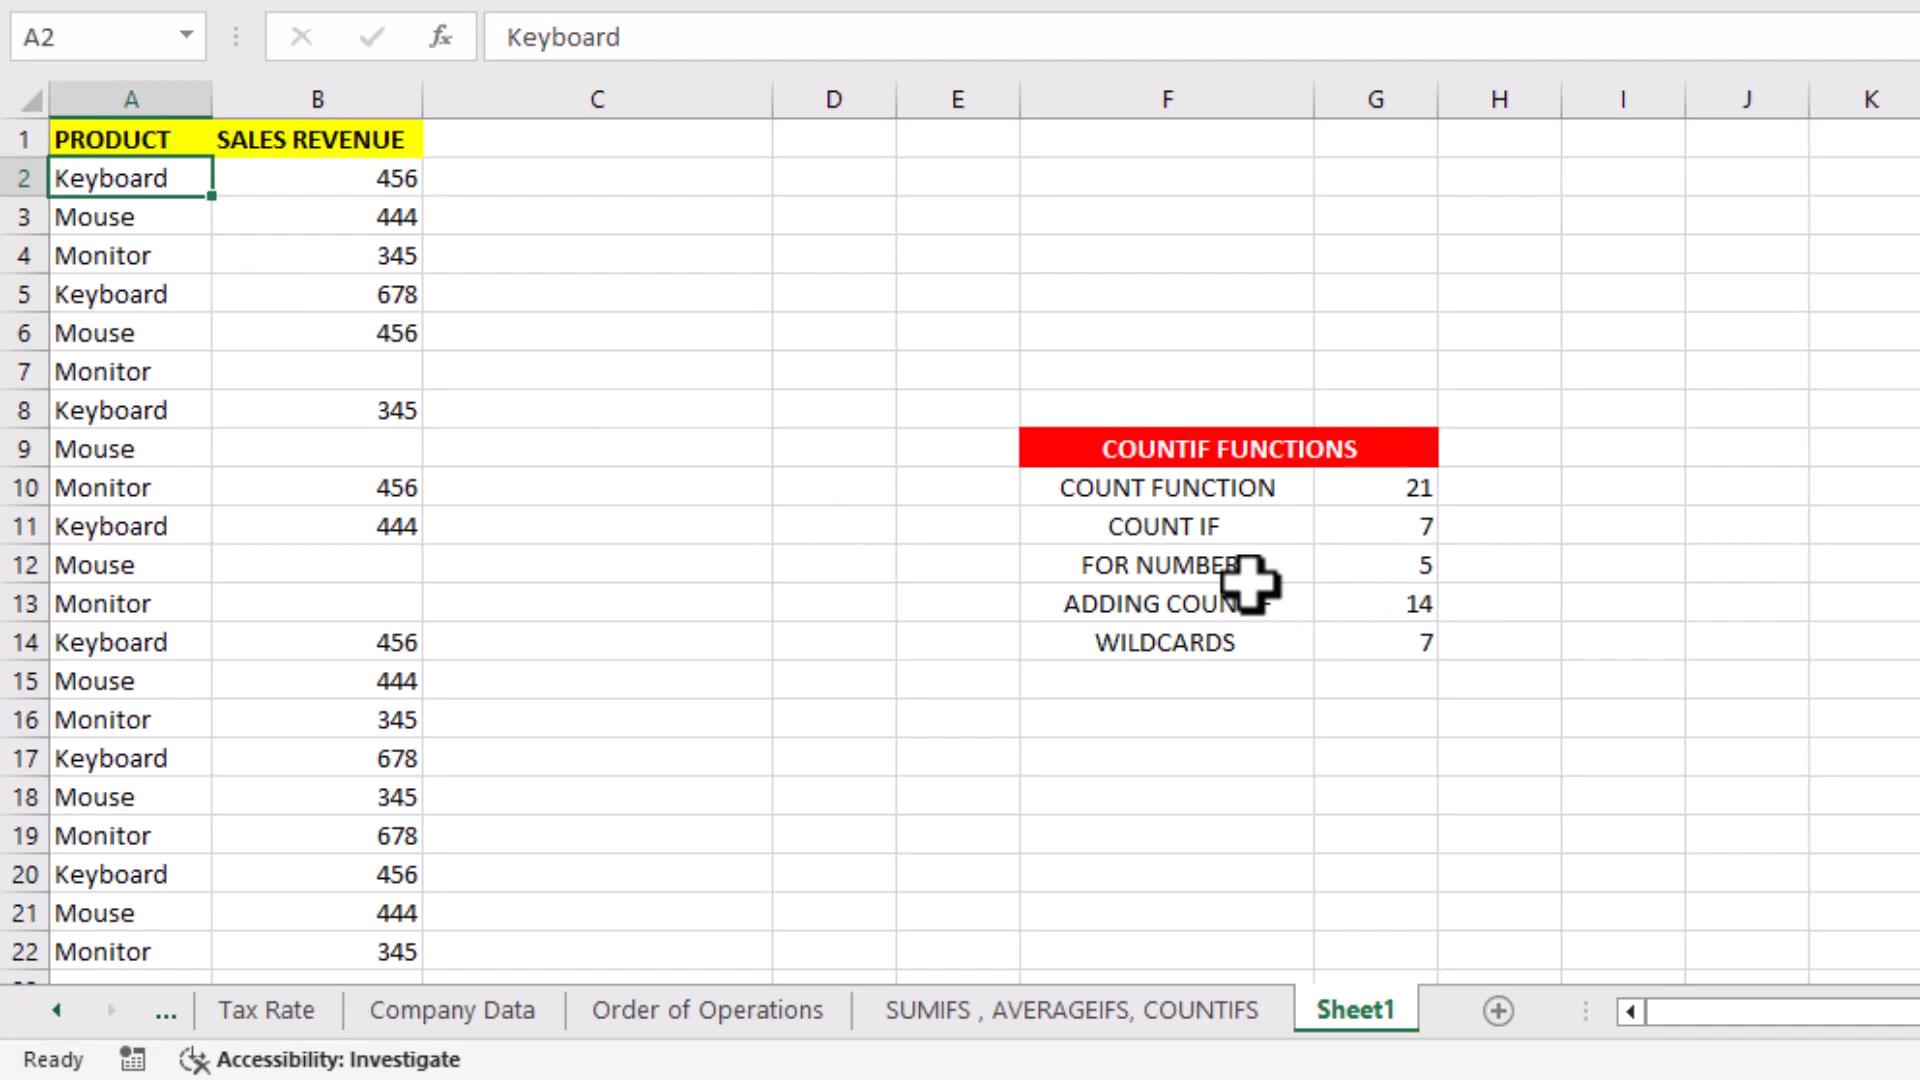 A2 fx Keyboard
A B C D E F G H I J K
1 PRODUCT SALES REVENUE
2 Keyboard 456
3 Mouse 444
4 Monitor 345
5 Keyboard 678
6 Mouse 456
7 Monitor
8 Keyboard 345
9 Mouse COUNTIF FUNCTIONS
10 Monitor 456 COUNT FUNCTION 21
11 Keyboard 444 COUNT IF 7
12 Mouse FOR NUMBER 5
13 Monitor ADDING 14
14 Keyboard 456 WILDCARDS 7
15 Mouse 444
16 Monitor 345
17 Keyboard 678
18 Mouse 345
19 Monitor 678
20 Keyboard 456
21 Mouse 444
22 Monitor 345
... Tax Rate Company Data Order of Operations SUMIFS , AVERAGEIFS, COUNTIFS Sheet1
Ready Accessibility: Investigate